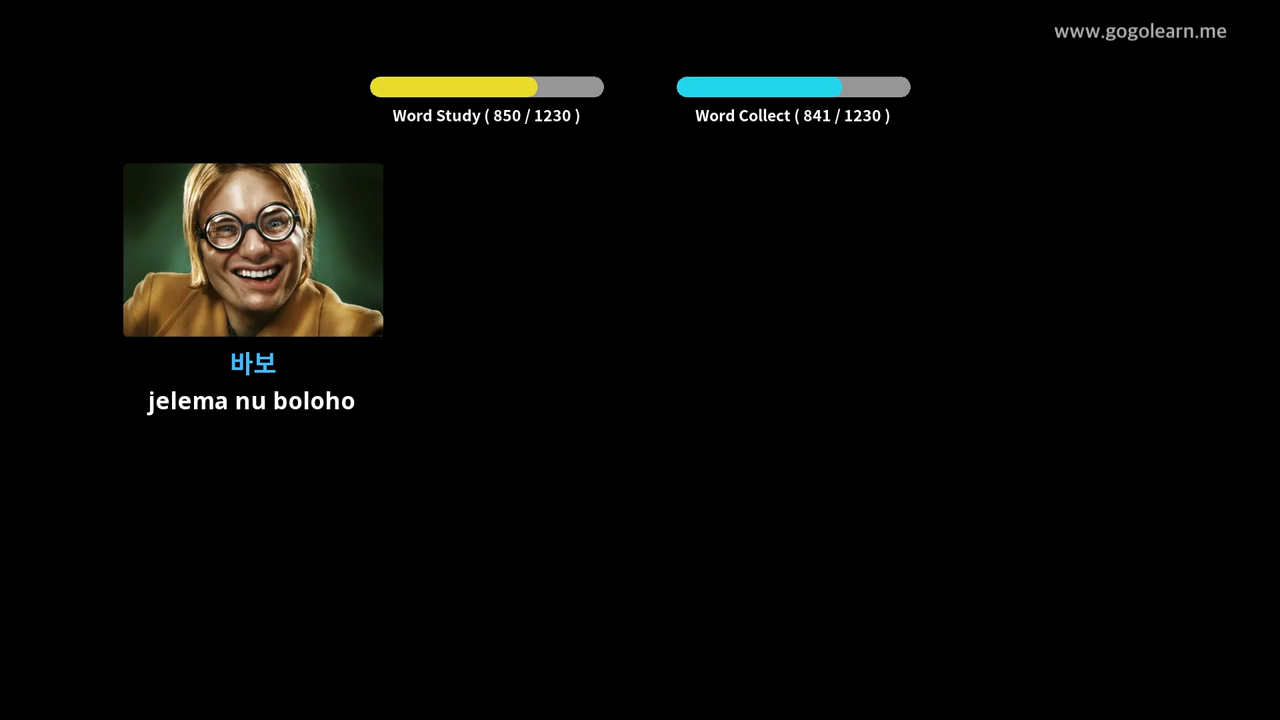 www.gogolearn.me
Word Study ( 850 / 1230 )
Word Collect ( 841 / 1230 )
바보
jelema nu boloho